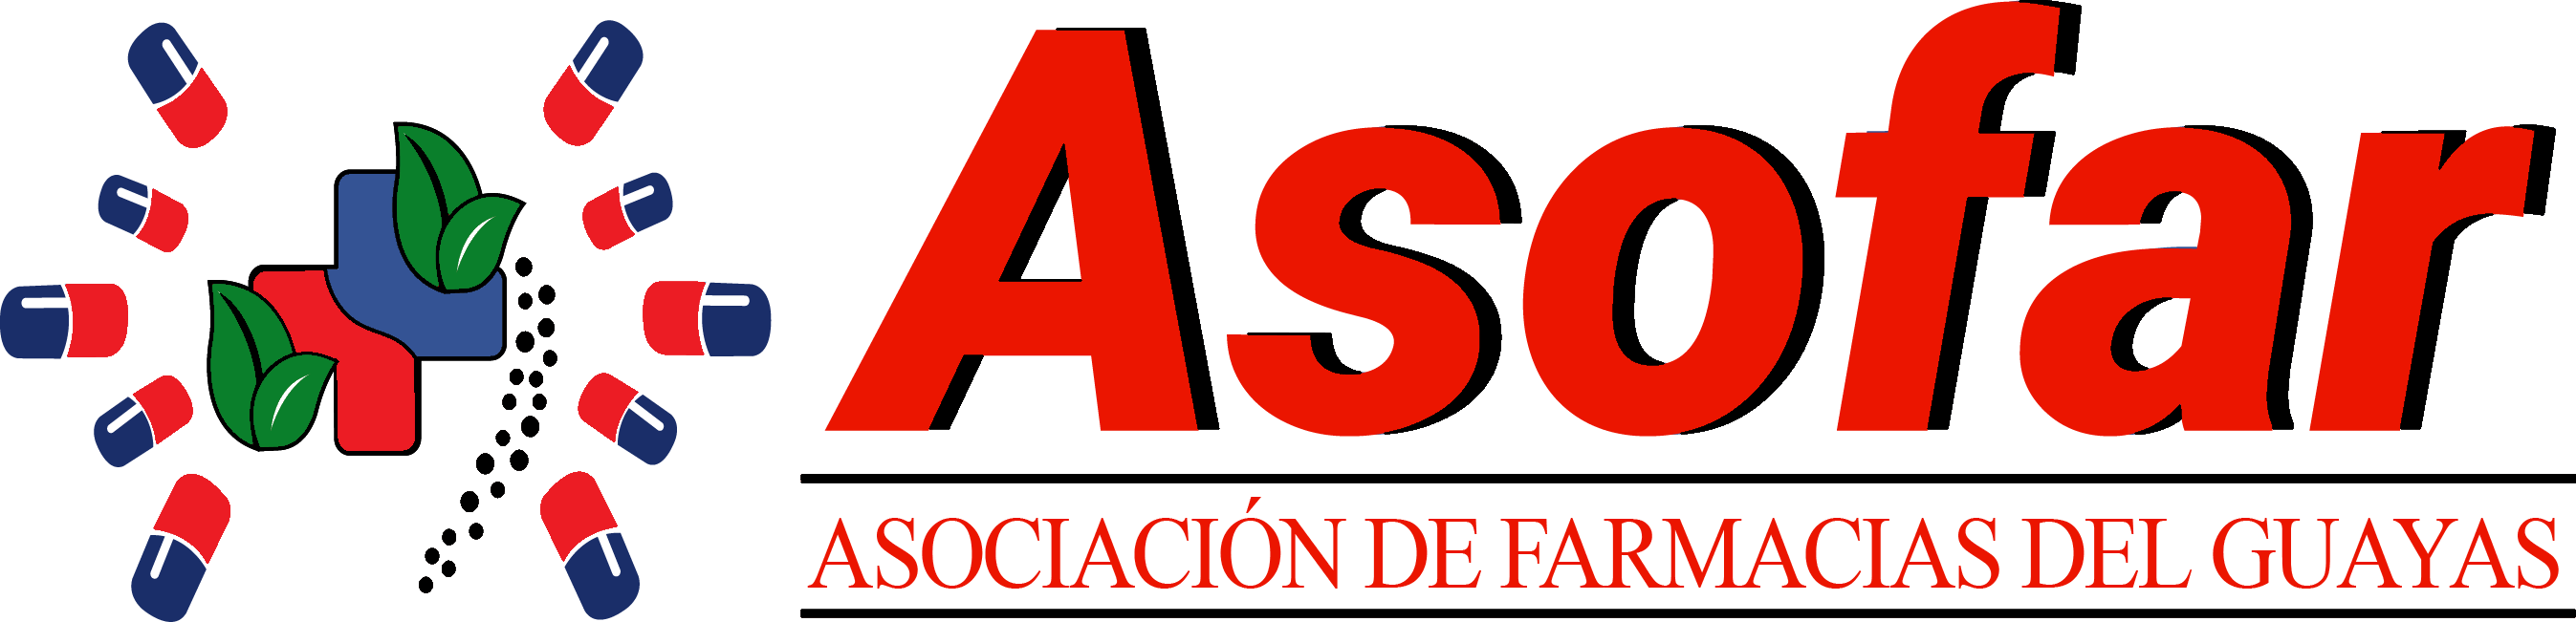 Asofar
ASOCIACIÓN DE FARMACIAS DEL GUAYAS